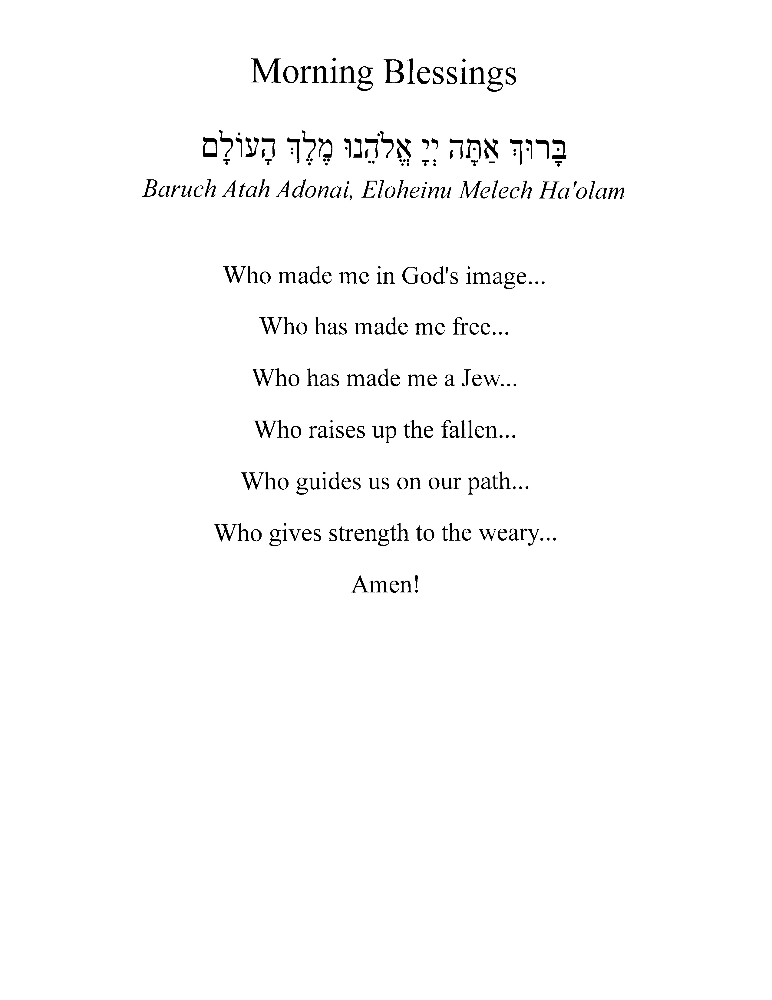 Morning Blessings
בָּרוּךְ אַתָּה יְיָ אֱלֹהֵנוּ מֶלֶךְ הָעוֹלָם
Baruch Atah Adonai, Eloheinu Melech Ha'olam
Who made me in God's image...
Who has made me free...
Who has made me a Jew...
Who raises up the fallen...
Who guides us on our path...
Who gives strength to the weary...
Amen!